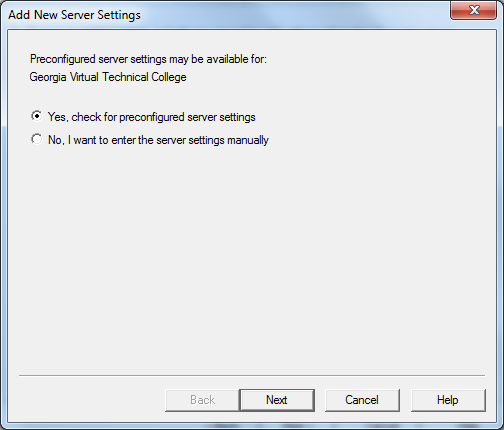 Add New Server Settings
Preconfigured server settings may be available for:
Georgia Virtual Technical College
Yes, check for preconfigured server settings
No, I want to enter the server settings manually
Back Next Cancel Help